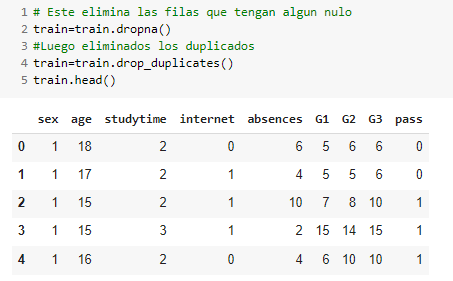 1 # Este elimina las filas que tengan algun nulo
2 train=train.dropna()
3 #Luego eliminados los duplicados
4 train=train.drop_duplicates()
5 train.head()
sex age studytime internet absences G1 G2 G3 pass
0 1 18 2 0 6 5 6 6 0
1 1 17 2 1 4 5 5 6 0
2 1 15 2 1 10 7 8 10 1
3 1 15 3 1 2 15 14 15 1
4 1 16 2 0 4 6 10 10 1